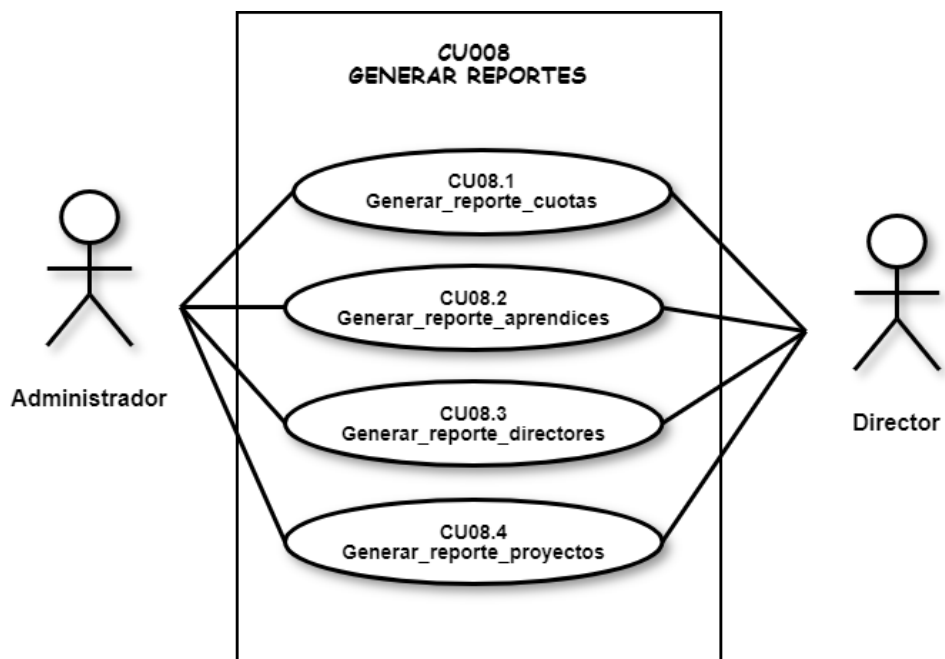 CU008
GENERAR REPORTES
CU08.1
Generar_reporte_cuotas
CU08.2
Generar_reporte_aprendices
Administrador
CU08.3
Generar_reporte_directores
Director
CU08.4
Generar_reporte_proyectos